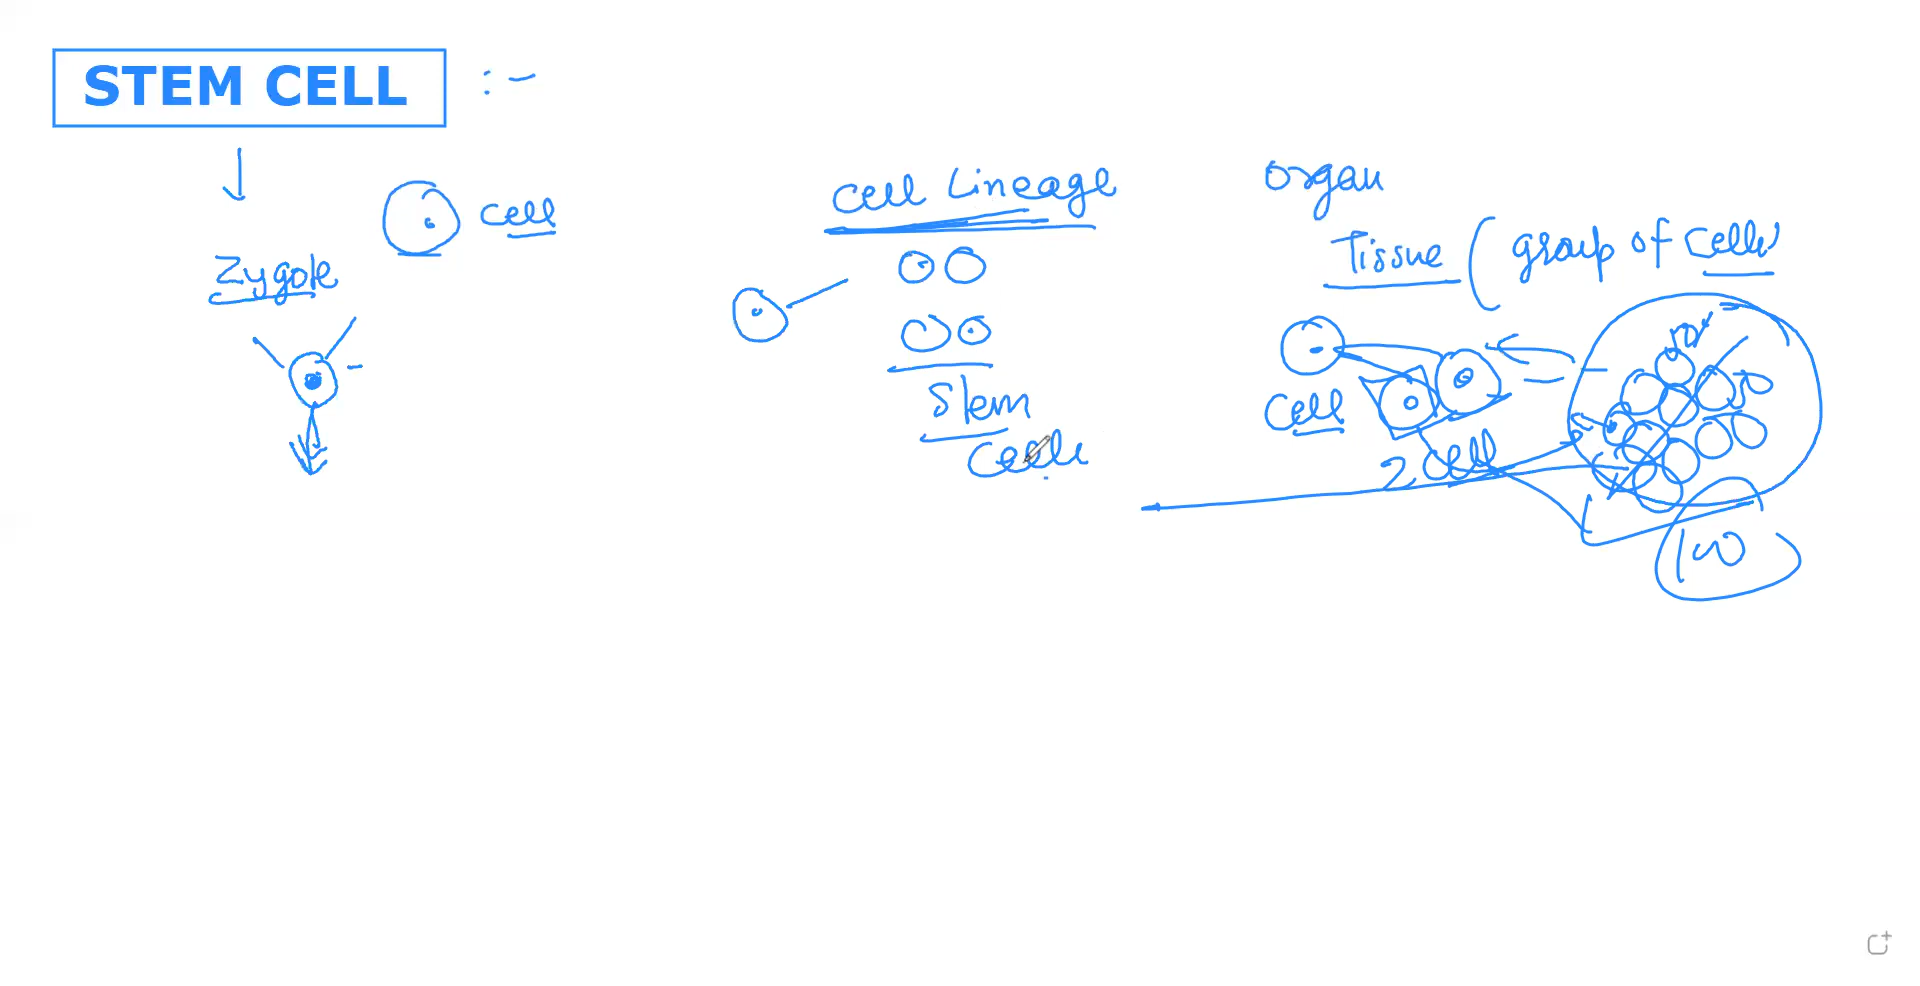 STEM CELL :-
cell
Zygote
Cell Lineage
Stem
Cells
Organ
Tissue (group of cells)
Cell
2 cell
100